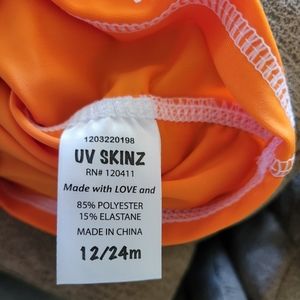 1203220198
UV SKINZ
RN# 120411
Made with LOVE and
85% POLYESTER
15% ELASTANE
MADE IN CHINA
12/24m